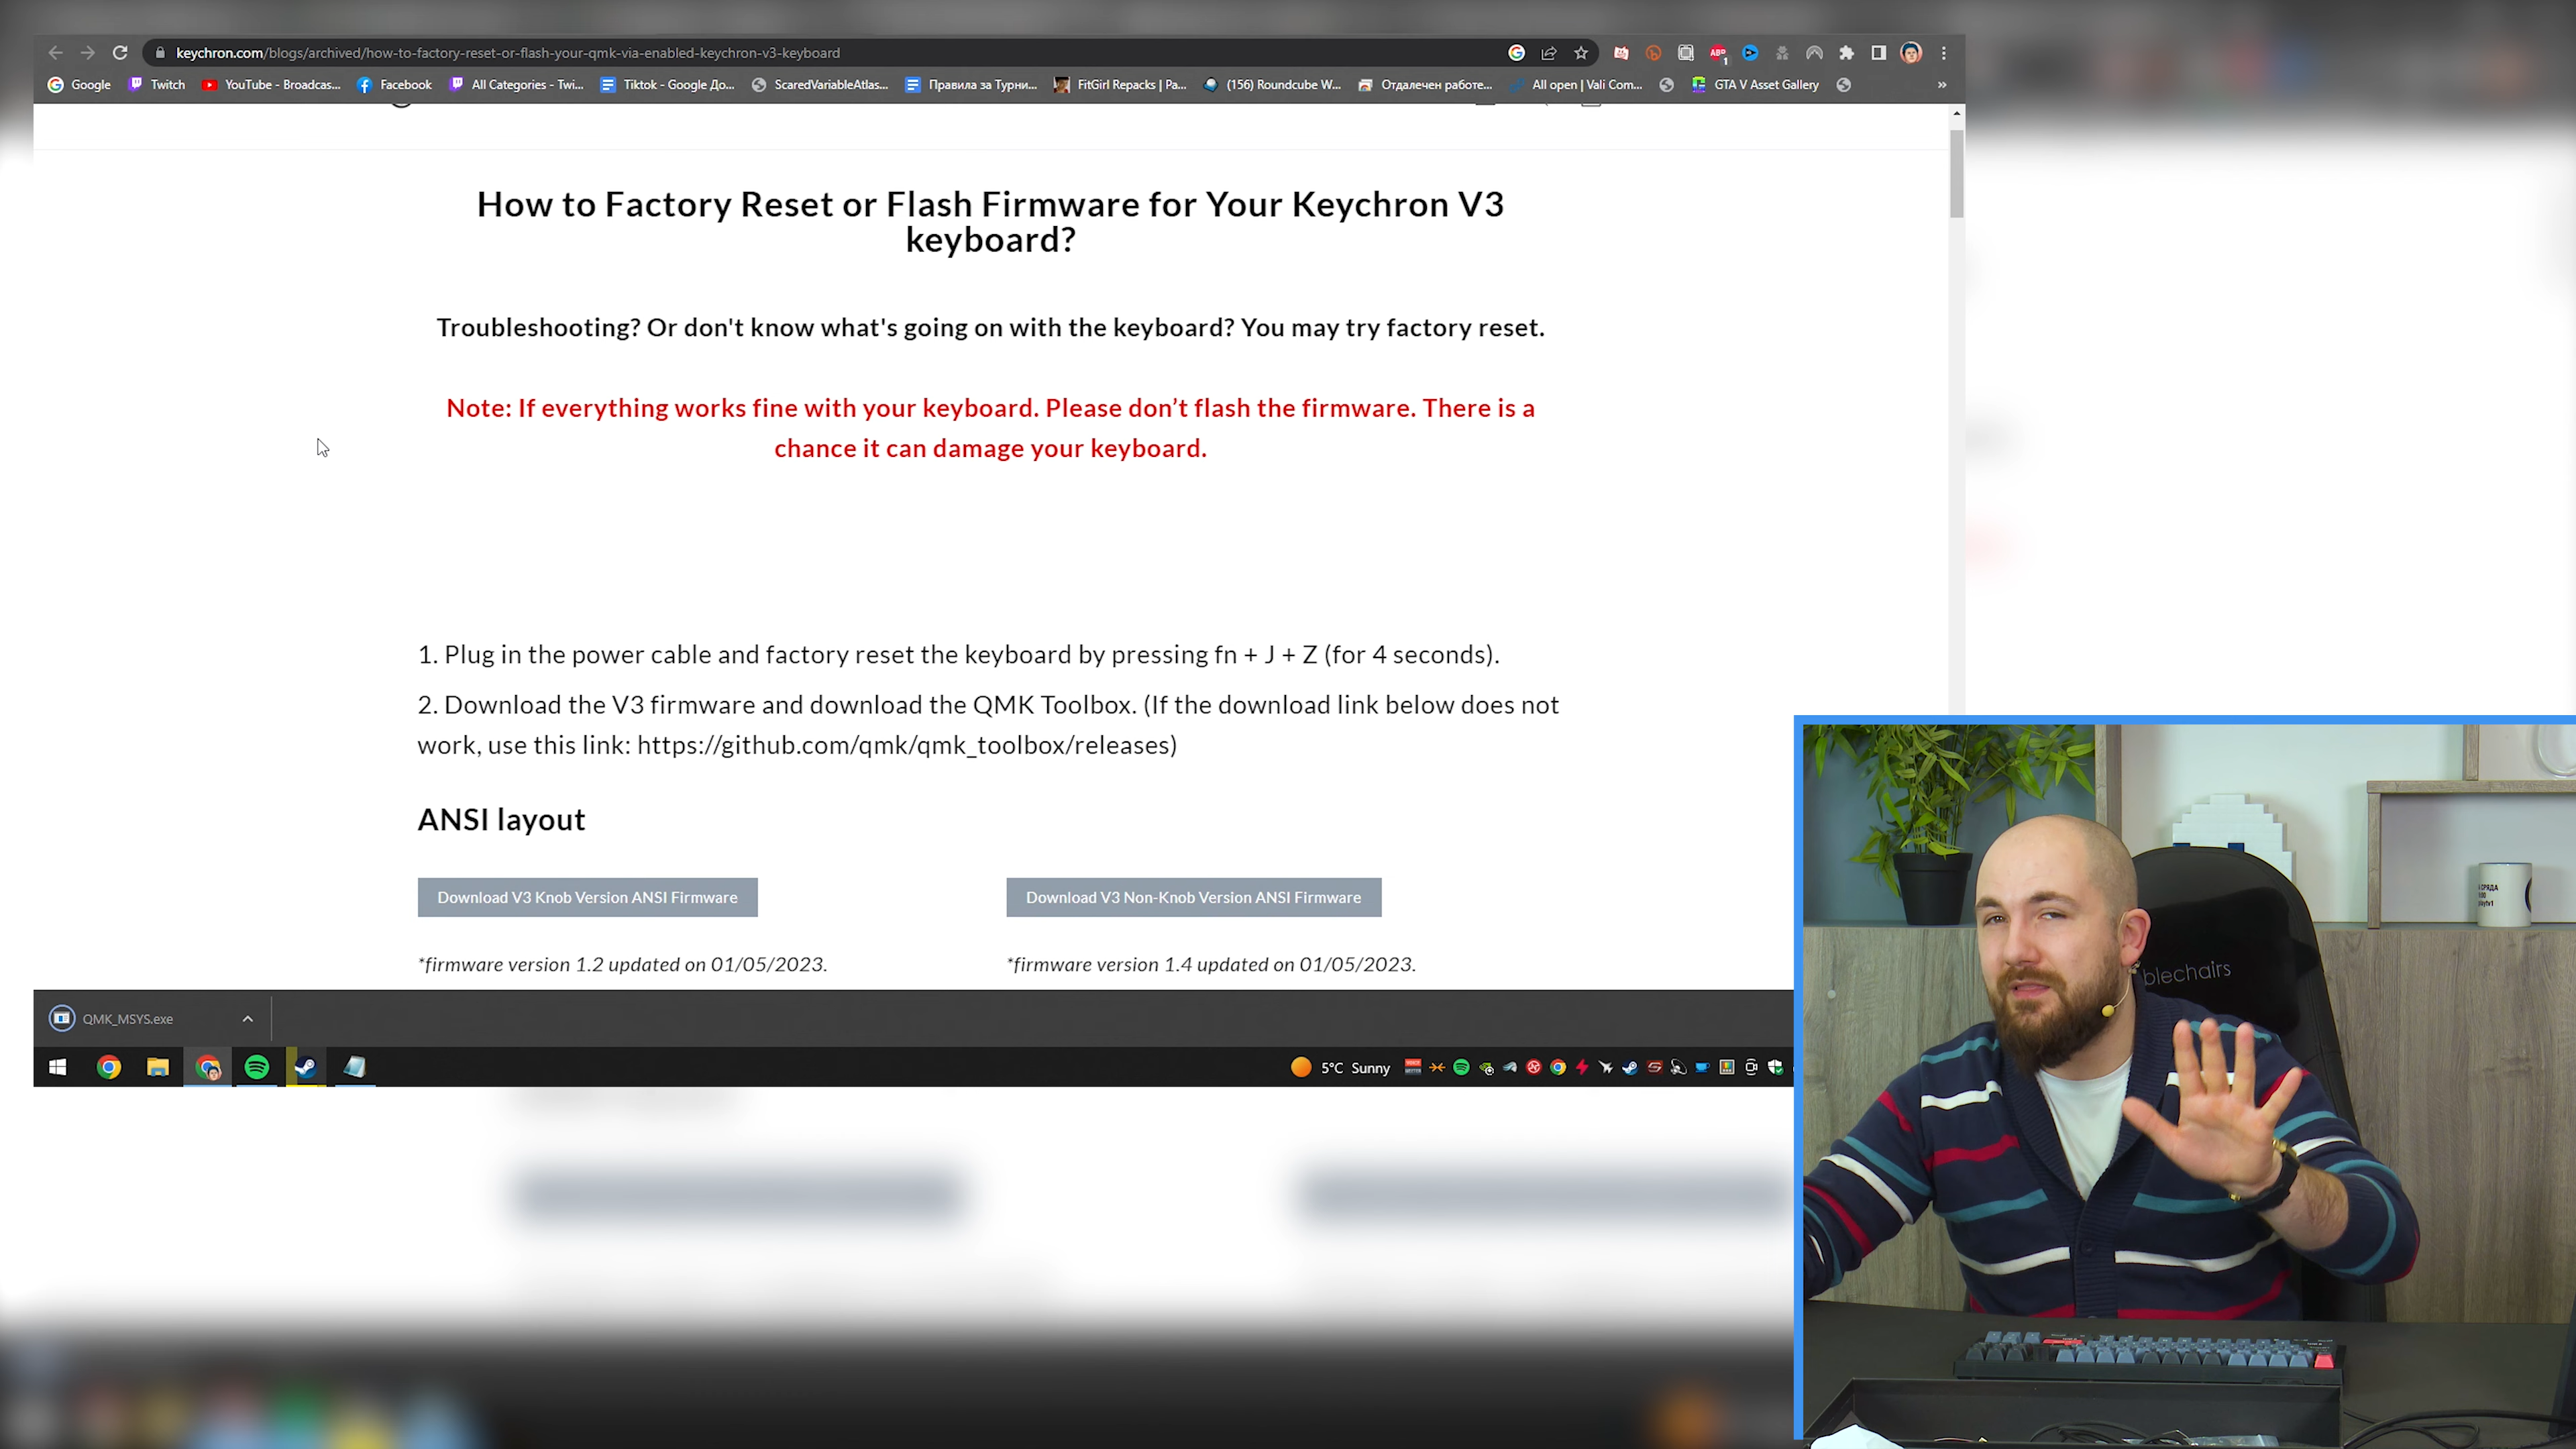 keychron.com/blogs/archived/how-to-factory-reset-or-flash-your-qmk-via-enabled-keychron-v3-keyboard
ABP
1
Google
Twitch
YouTube - Broadcas...
Facebook
All Categories - Twi...
Tiktok - Google До...
ScaredVariableAtlas...
Правила за Турни...
FitGirl Repacks | Pa...
(156) Roundcube W...
Отдалечен работе...
All open | Vali Com...
GTA V Asset Gallery
»
How to Factory Reset or Flash Firmware for Your Keychron V3
keyboard?
Troubleshooting? Or don't know what's going on with the keyboard? You may try factory reset.
Note: If everything works fine with your keyboard. Please don’t flash the firmware. There is a
chance it can damage your keyboard.
1. Plug in the power cable and factory reset the keyboard by pressing fn + J + Z (for 4 seconds).
2. Download the V3 firmware and download the QMK Toolbox. (If the download link below does not
work, use this link: https://github.com/qmk/qmk_toolbox/releases)
ANSI layout
Download V3 Knob Version ANSI Firmware
Download V3 Non-Knob Version ANSI Firmware
*firmware version 1.2 updated on 01/05/2023.
*firmware version 1.4 updated on 01/05/2023.
QMK_MSYS.exe
5°C Sunny
blechairs